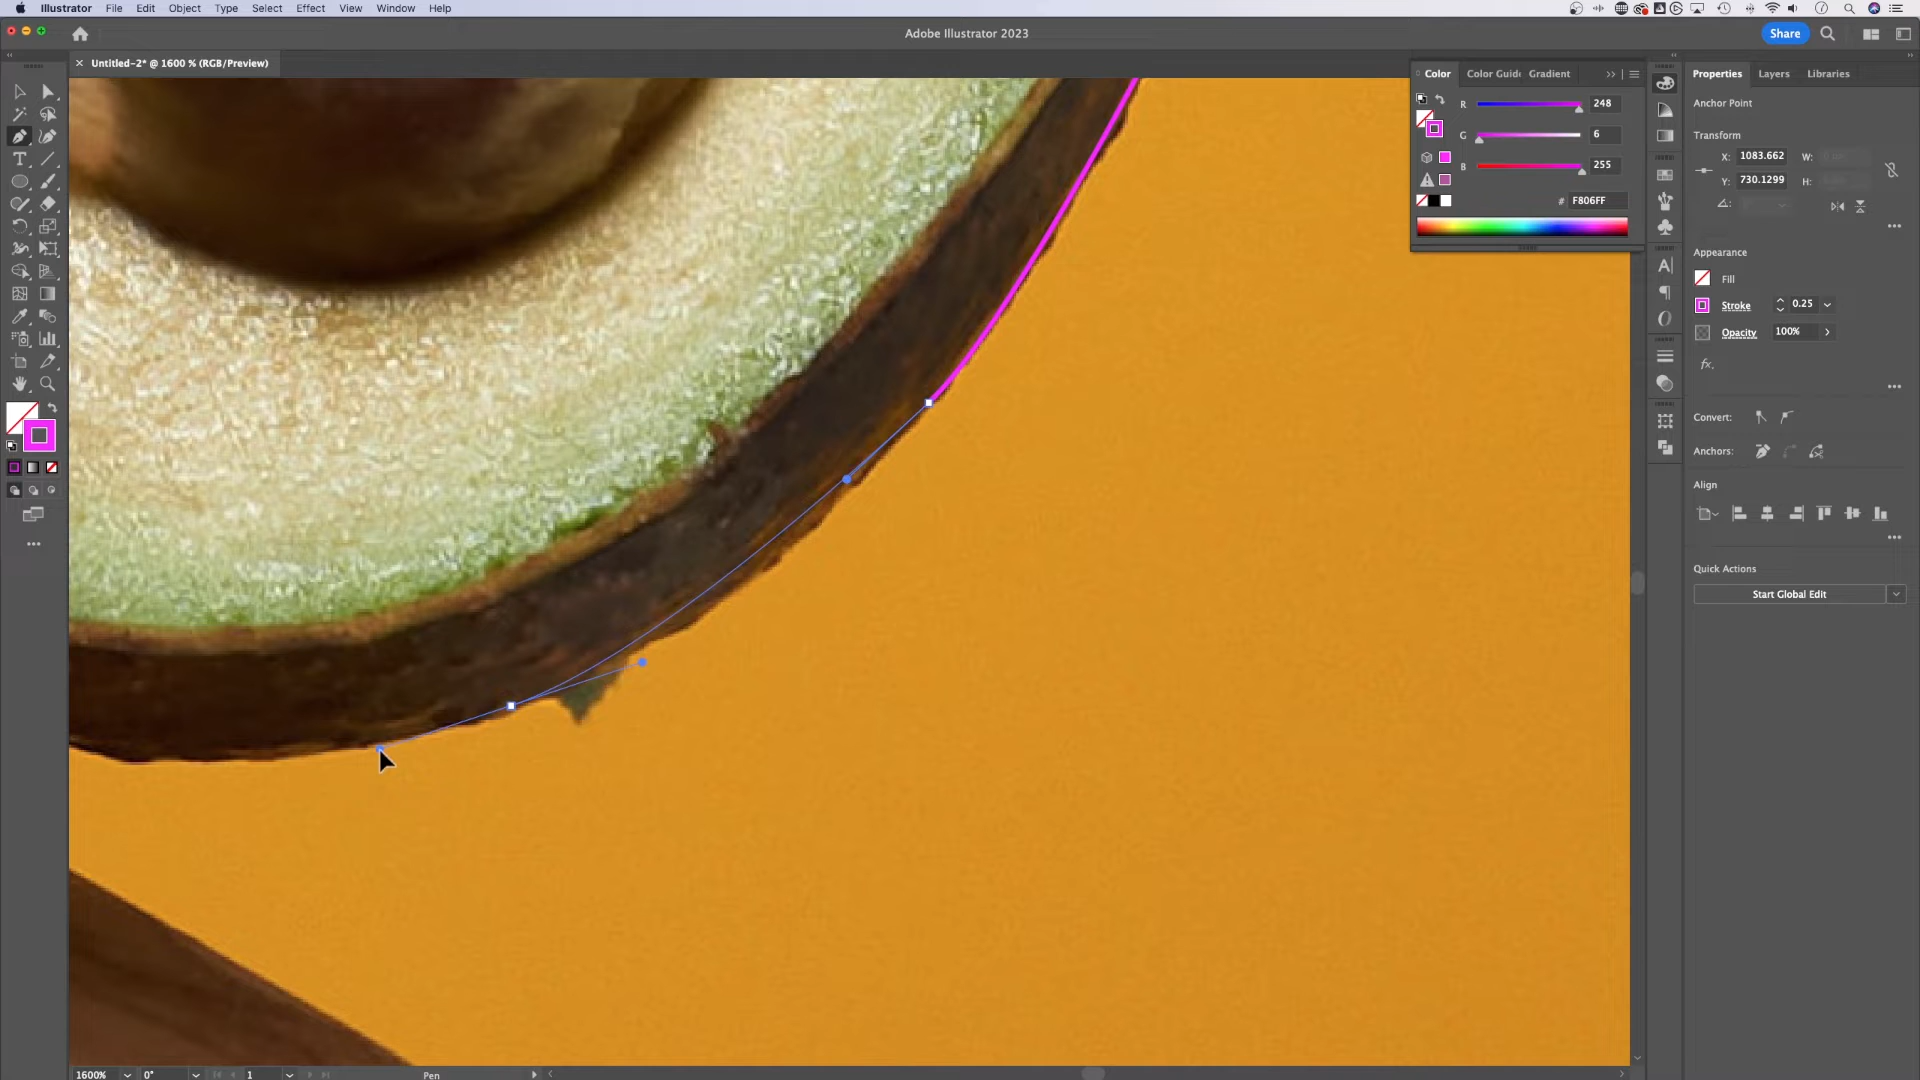 Illustrator File Edit Object Type Select Effect View Window Help
Adobe Illustrator 2023
Share
Untitled-2* @ 1600 % (RGB/Preview)
Color Color Guide Gradient
R 248
G 6
B 255
# F806FF
Properties Layers Libraries
Anchor Point
Transform
X: 1083.662 W:
Y: 730.1299 H:
Appearance
Fill
Stroke 0.25
Opacity 100%
fx.
Convert:
Anchors:
Align
Quick Actions
Start Global Edit
1600% 0° 1 Pen